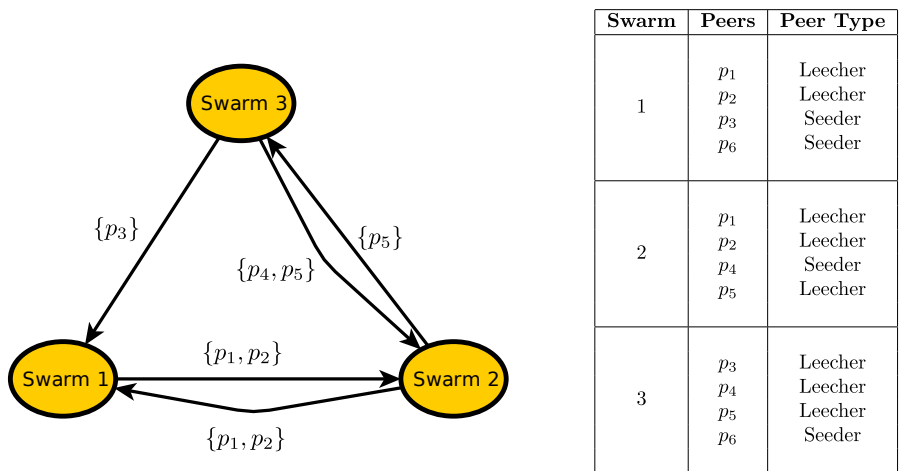 Swarm 3
{p₃}
{p₅}
{p₄, p₅}
{p₁, p₂}
Swarm 1
Swarm 2
{p₁, p₂}
Swarm Peers Peer Type
p₁ Leecher
p₂ Leecher
1
p₃ Seeder
p₆ Seeder
p₁ Leecher
p₂ Leecher
2
p₄ Seeder
p₅ Leecher
p₃ Leecher
p₄ Leecher
3
p₅ Leecher
p₆ Seeder